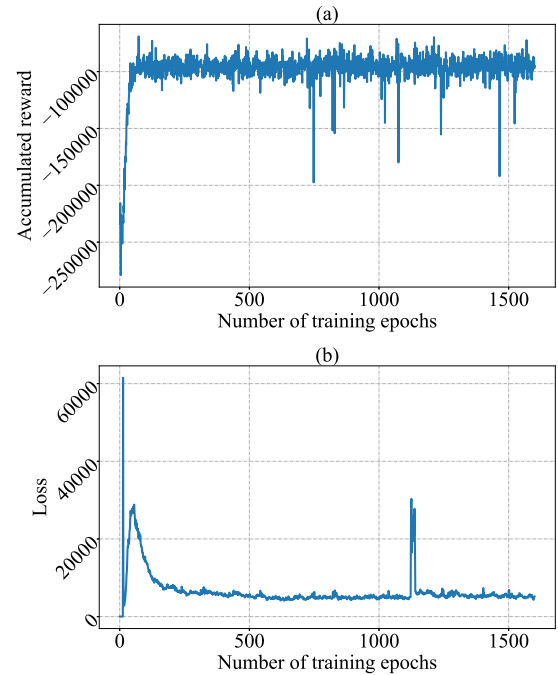 (a)
Accumulated reward
−100000
−150000
−200000
−250000
0 500 1000 1500
Number of training epochs
(b)
Loss
60000
40000
20000
0
0 500 1000 1500
Number of training epochs